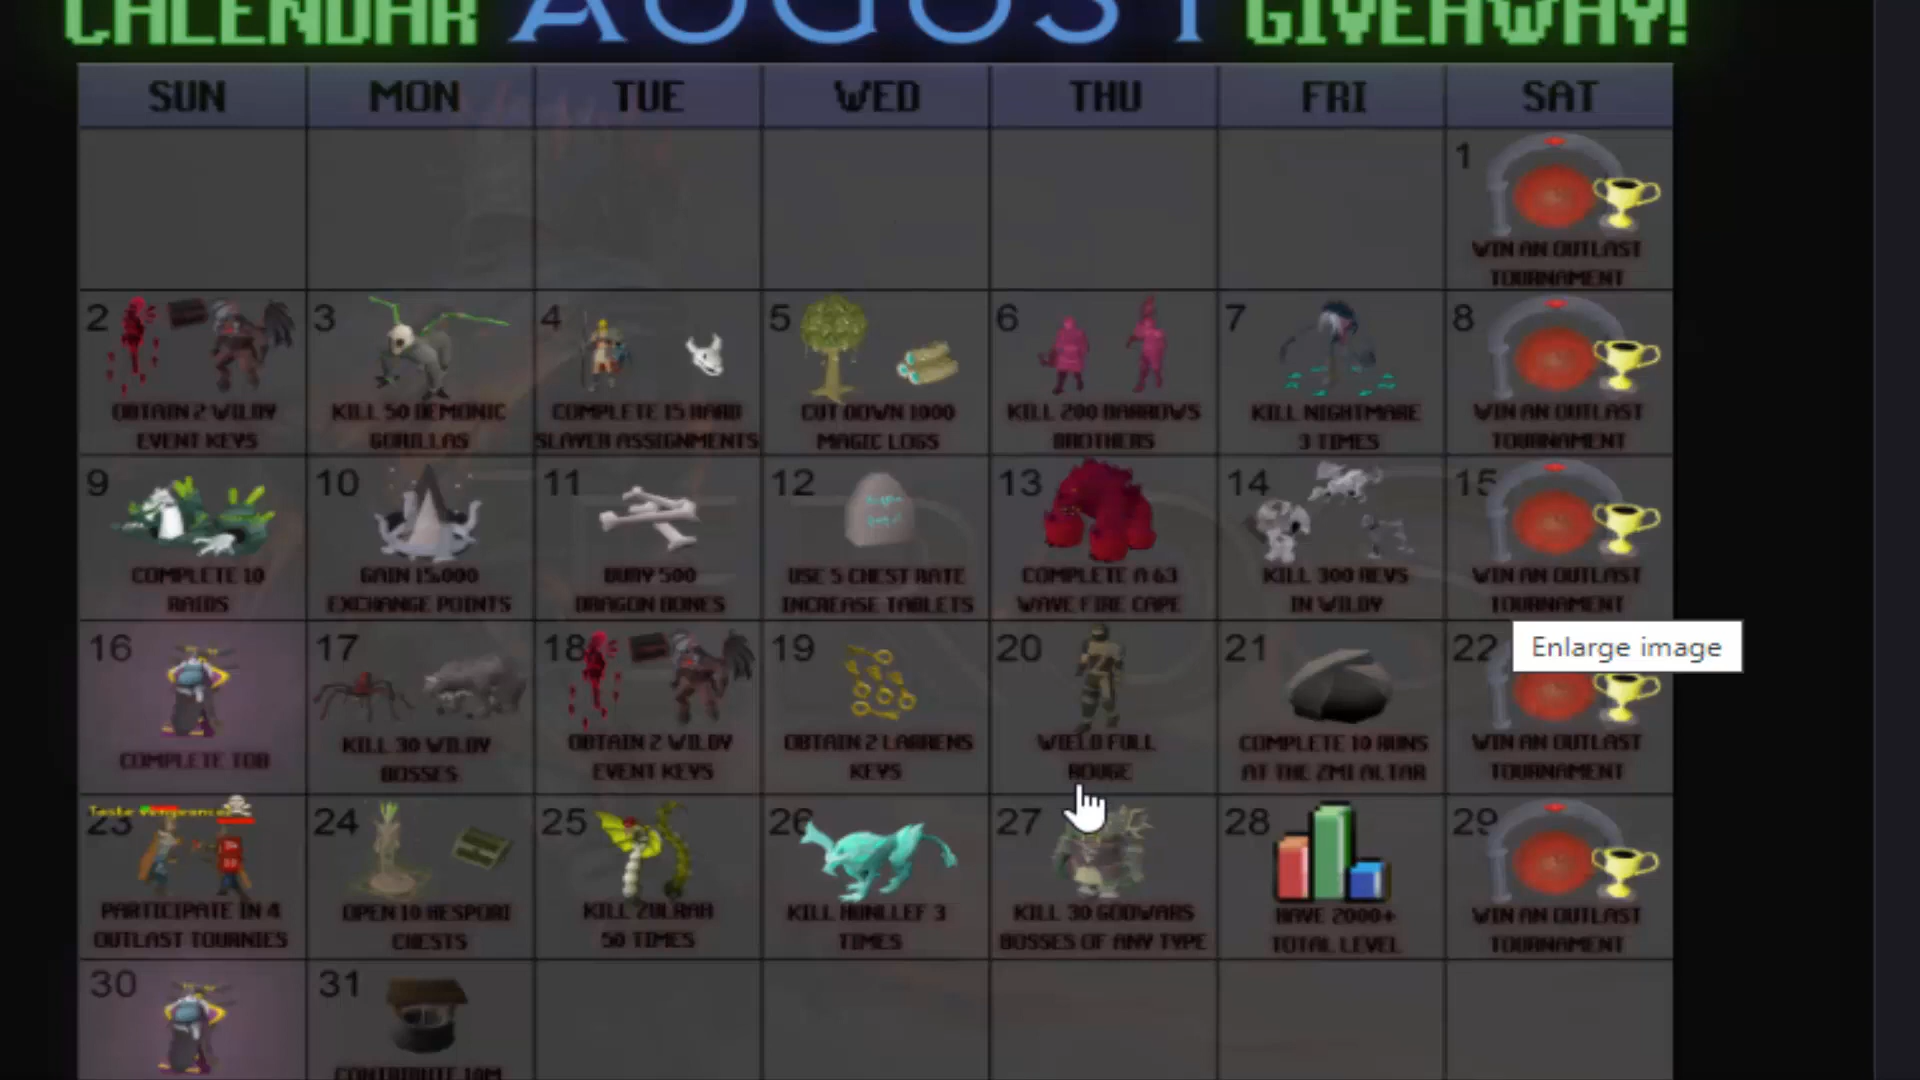 CALENDAR AUGUST GIVEAWAY!
SUN MON TUE WED THU FRI SAT
1
WIN AN OUTLAST
TOURNAMENT
2
OBTAIN 2 WILDY
EVENT KEYS
3
KILL 50 DEMONIC
GORILLAS
4
COMPLETE 15 HARD
SLAYER ASSIGNMENTS
5
CUT DOWN 1000
MAGIC LOGS
6
KILL 200 BARROWS
BROTHERS
7
KILL NIGHTMARE
3 TIMES
8
WIN AN OUTLAST
TOURNAMENT
9
COMPLETE 10
RAIDS
10
GAIN 15,000
EXCHANGE POINTS
11
BURY 500
DRAGON BONES
12
USE 5 CHEST RATE
INCREASE TABLETS
13
COMPLETE A 63
WAVE FIRE CAPE
14
KILL 300 REVS
IN WILDY
15
WIN AN OUTLAST
TOURNAMENT
16
COMPLETE TOB
17
KILL 30 WILDY
BOSSES
18
OBTAIN 2 WILDY
EVENT KEYS
19
OBTAIN 2 LARRENS
KEYS
20
WIELD FULL
ROUGE
21
COMPLETE 10 RUNS
AT THE ZMI ALTAR
22
Enlarge image
WIN AN OUTLAST
TOURNAMENT
23
Taste Vengeance!
PARTICIPATE IN 4
OUTLAST TOURNIES
24
OPEN 10 HESPORI
CHESTS
25
KILL ZULRAH
50 TIMES
26
KILL HUNLLEF 3
TIMES
27
KILL 30 GODWARS
BOSSES OF ANY TYPE
28
HAVE 2000+
TOTAL LEVEL
29
WIN AN OUTLAST
TOURNAMENT
30
31
CONTRIBUTE 10M